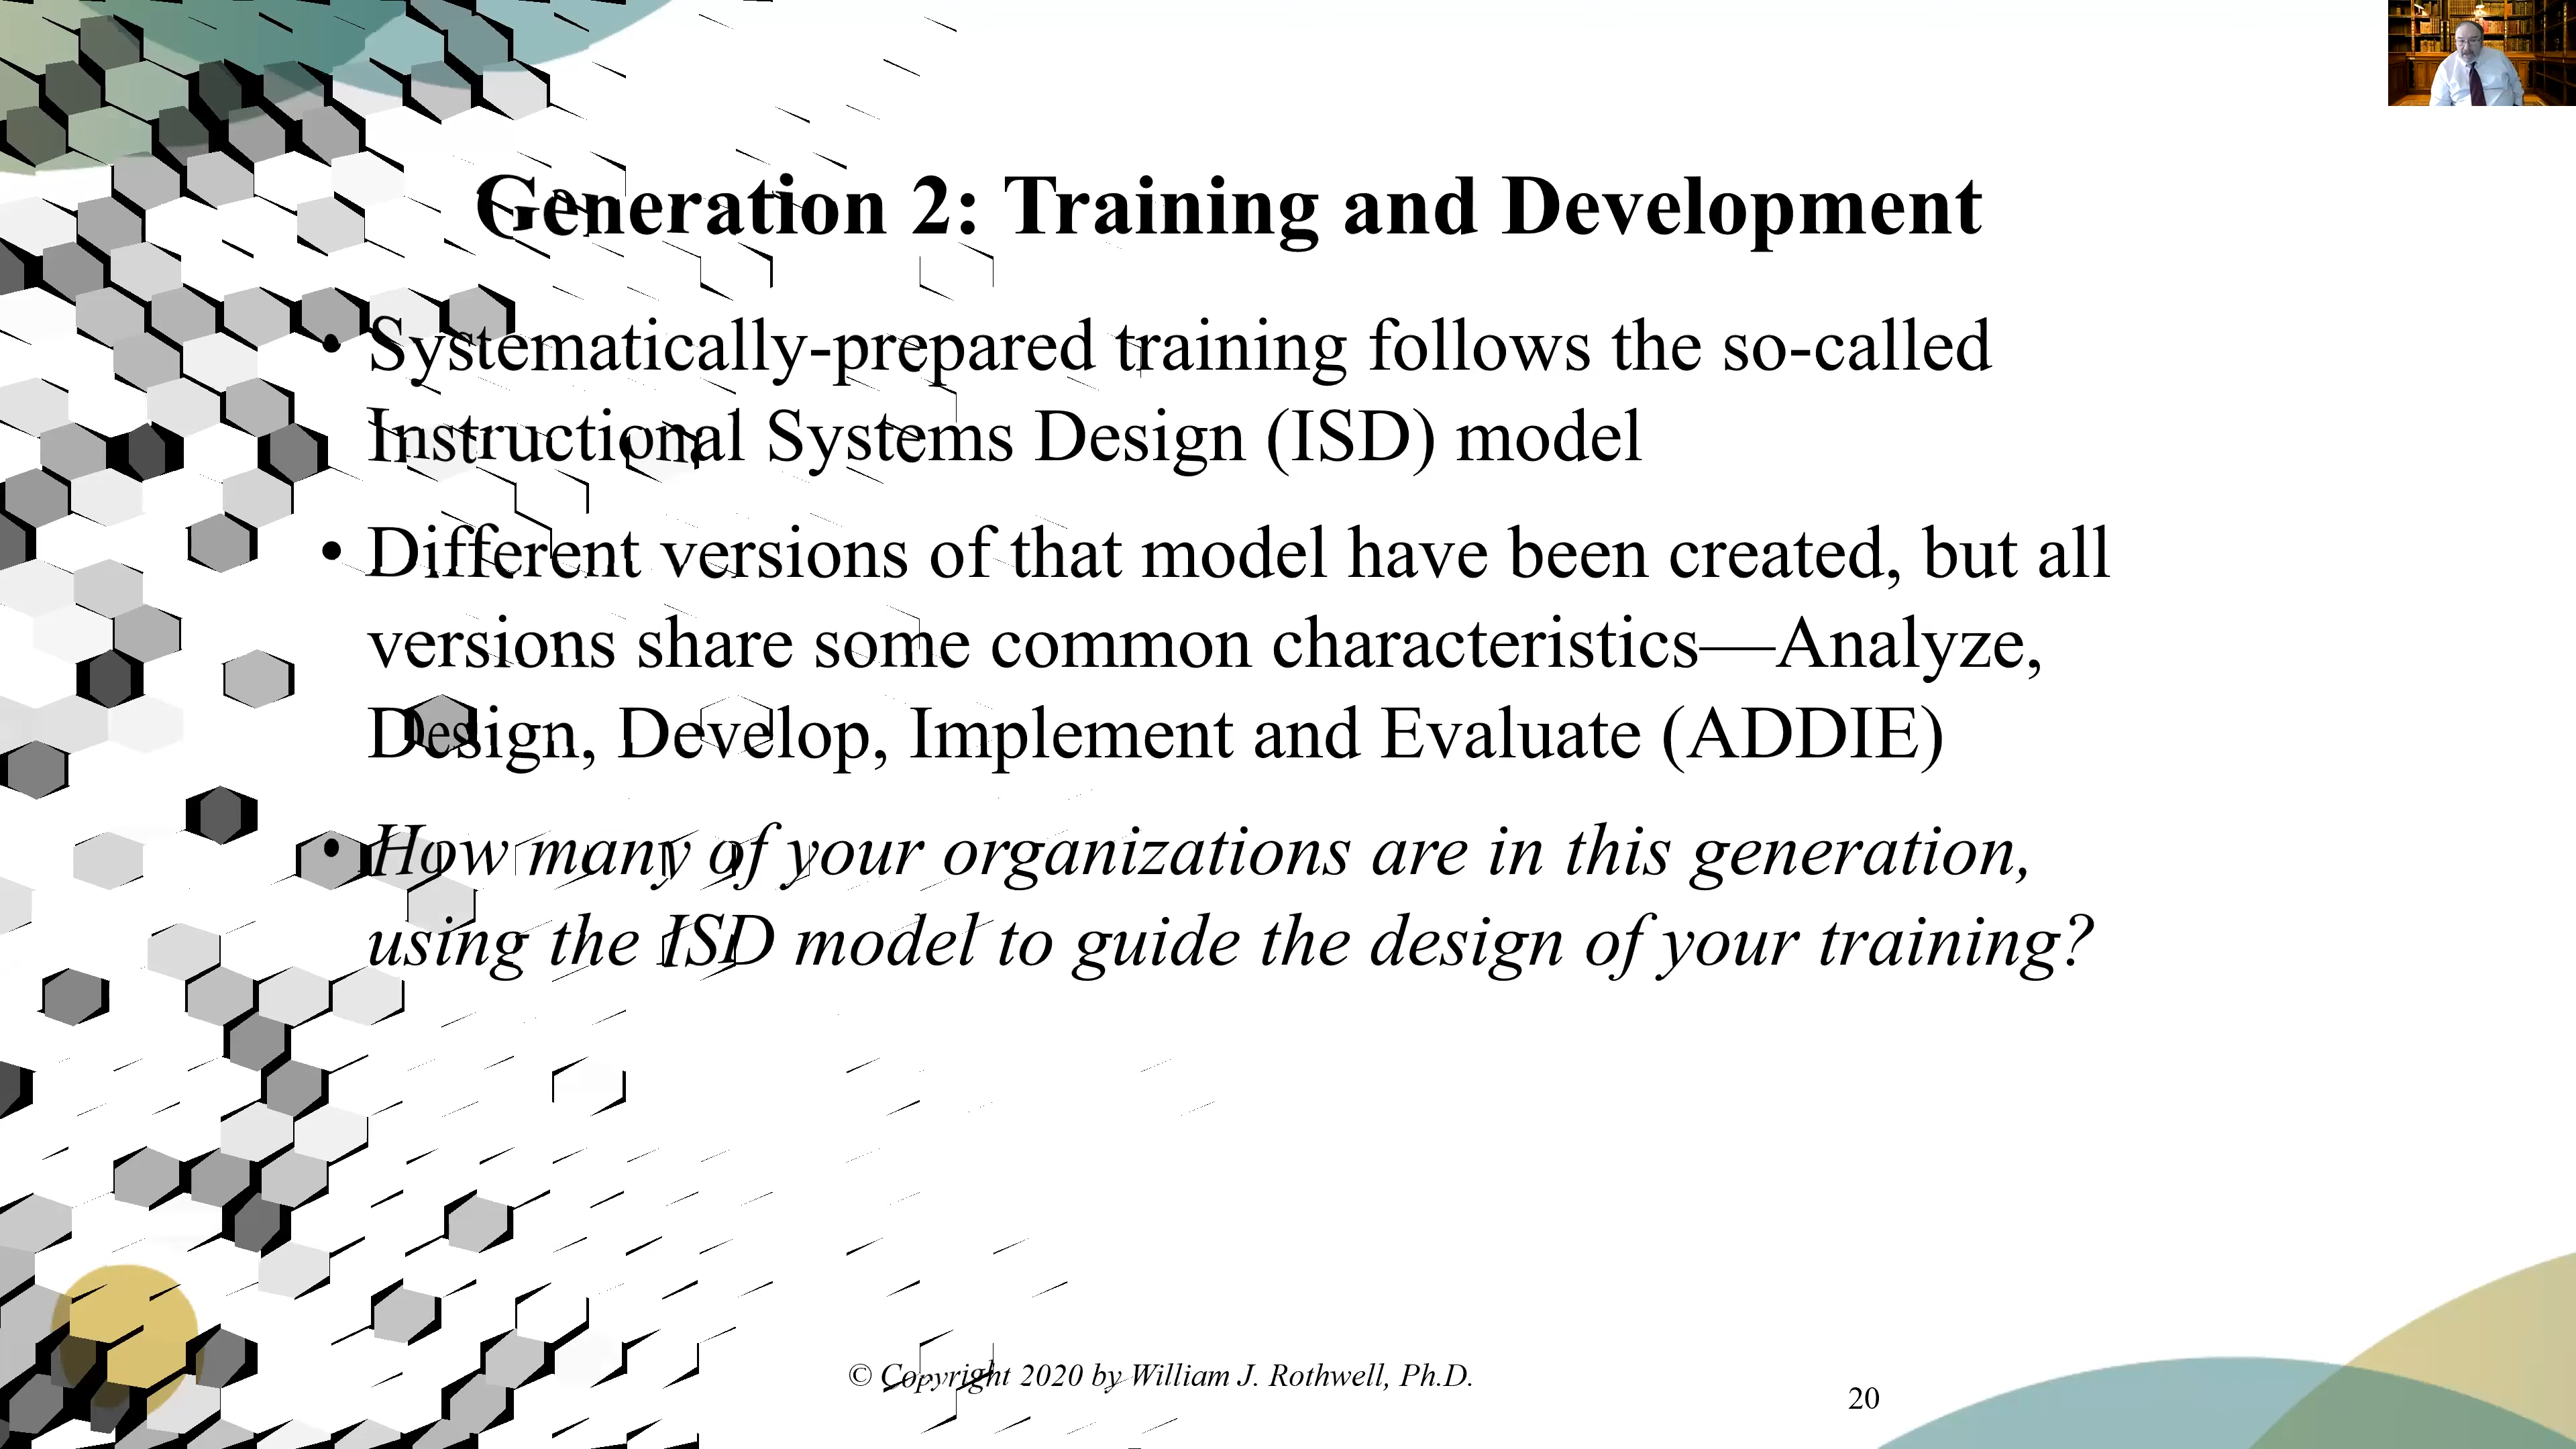 Generation 2: Training and Development
• Systematically-prepared training follows the so-called
Instructional Systems Design (ISD) model
• Different versions of that model have been created, but all
versions share some common characteristics—Analyze,
Design, Develop, Implement and Evaluate (ADDIE)
• How many of your organizations are in this generation,
using the ISD model to guide the design of your training?
© Copyright 2020 by William J. Rothwell, Ph.D.
20